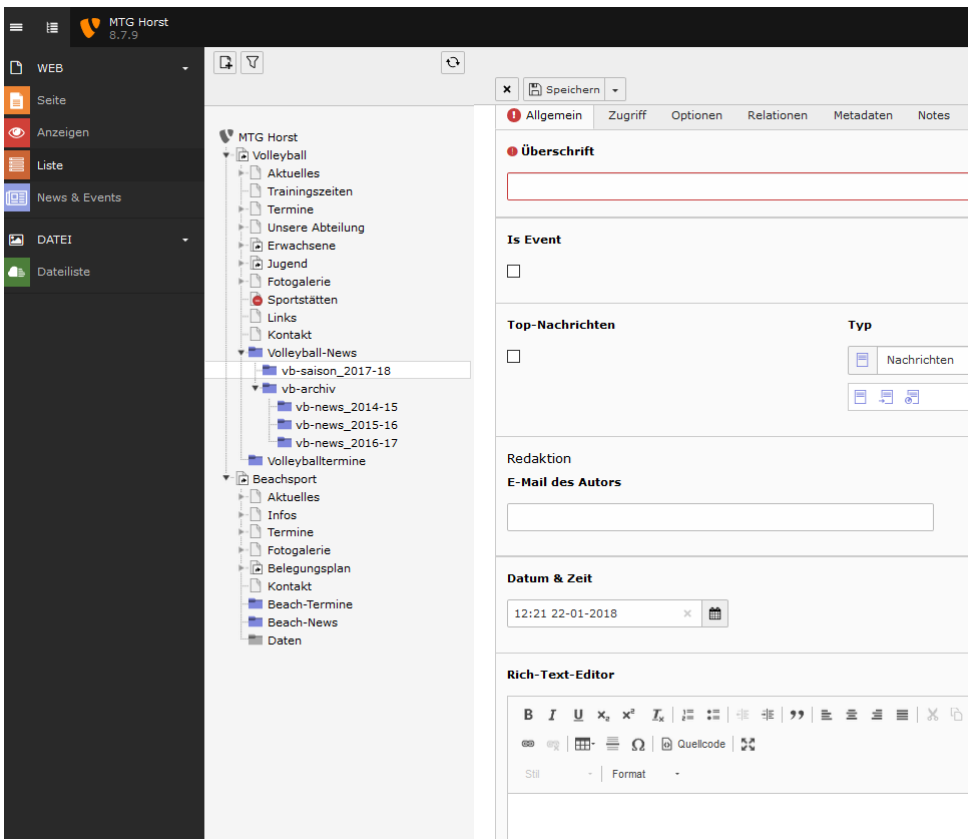 MTG Horst
8.7.9
WEB
Seite
Anzeigen
Liste
News & Events
DATEI
Dateiliste
MTG Horst
Volleyball
Aktuelles
Trainingszeiten
Termine
Unsere Abteilung
Erwachsene
Jugend
Fotogalerie
Sportstätten
Links
Kontakt
Volleyball-News
vb-saison_2017-18
vb-archiv
vb-news_2014-15
vb-news_2015-16
vb-news_2016-17
Volleyballtermine
Beachsport
Aktuelles
Infos
Termine
Fotogalerie
Belegungsplan
Kontakt
Beach-Termine
Beach-News
Daten
Speichern
Allgemein Zugriff Optionen Relationen Metadaten Notes
Überschrift
Is Event
Top-Nachrichten Typ
Nachrichten
Redaktion
E-Mail des Autors
Datum & Zeit
12:21 22-01-2018
Rich-Text-Editor
B I U x₂ x² Iₓ
Ω Quellcode
Stil Format